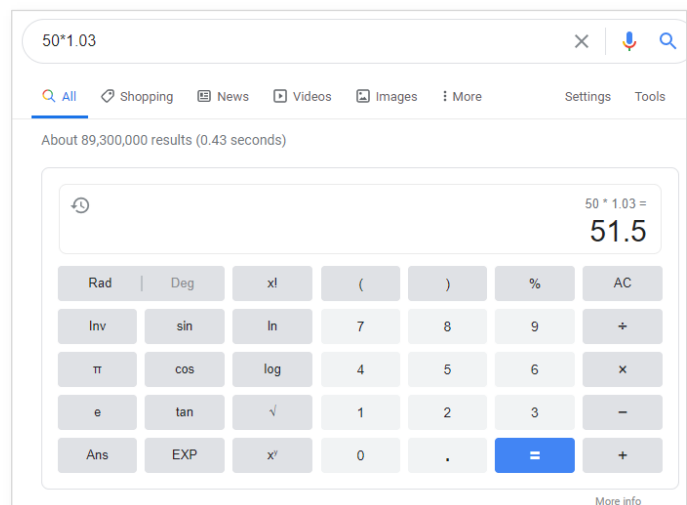 50*1.03
All Shopping News Videos Images More Settings Tools
About 89,300,000 results (0.43 seconds)
50 * 1.03 =
51.5
Rad | Deg x! ( ) % AC
Inv sin ln 7 8 9 ÷
π cos log 4 5 6 ×
e tan √ 1 2 3 −
Ans EXP xʸ 0 . = +
More info